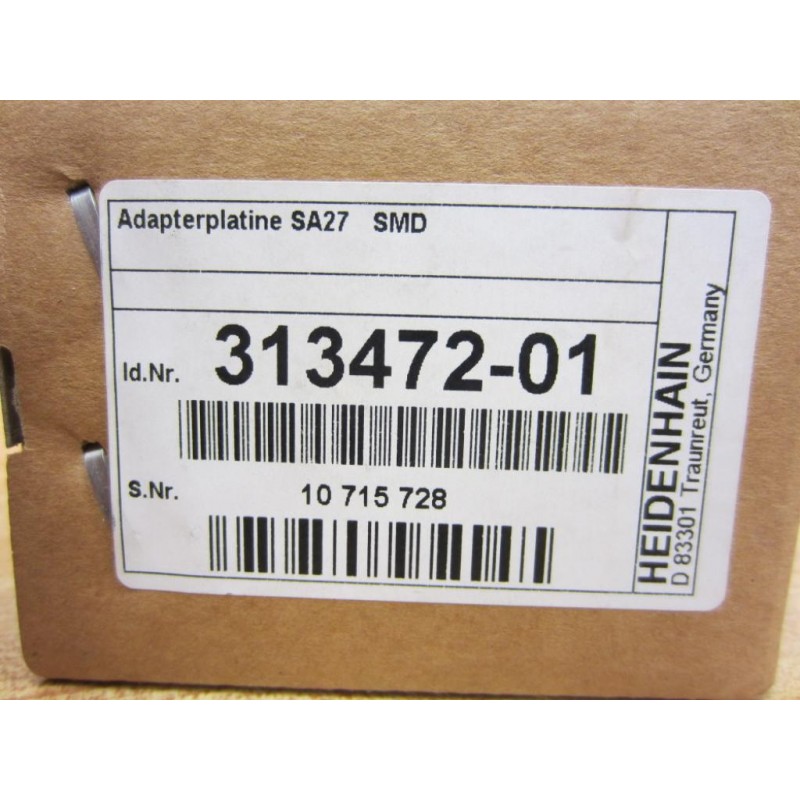 Adapterplatine SA27 SMD
Id.Nr. 313472-01
S.Nr. 10 715 728
HEIDENHAIN
D 83301 Traunreut, Germany